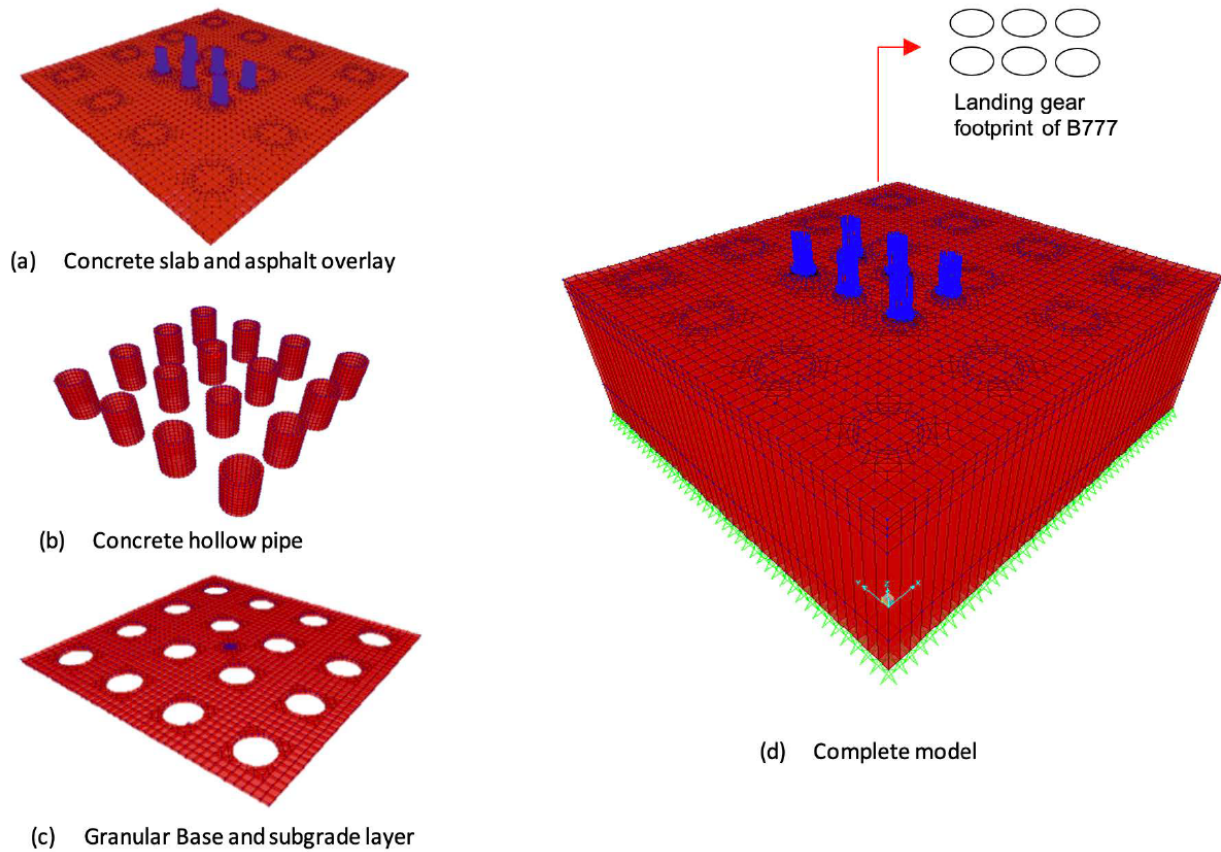 Landing gear
footprint of B777
(a) Concrete slab and asphalt overlay
(b) Concrete hollow pipe
(c) Granular Base and subgrade layer
(d) Complete model
Y Z X